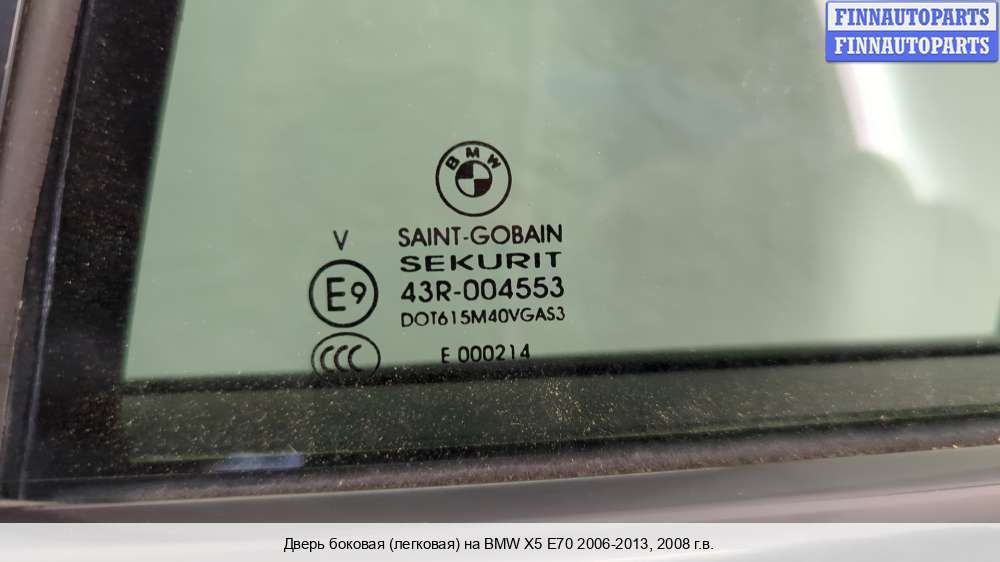 FINNAUTOPARTS
FINNAUTOPARTS
BMW
V
SAINT-GOBAIN
SEKURIT
E9
43R-004553
DOT615M40VGAS3
CCC
E 000214
Дверь боковая (легковая) на BMW X5 E70 2006-2013, 2008 г.в.